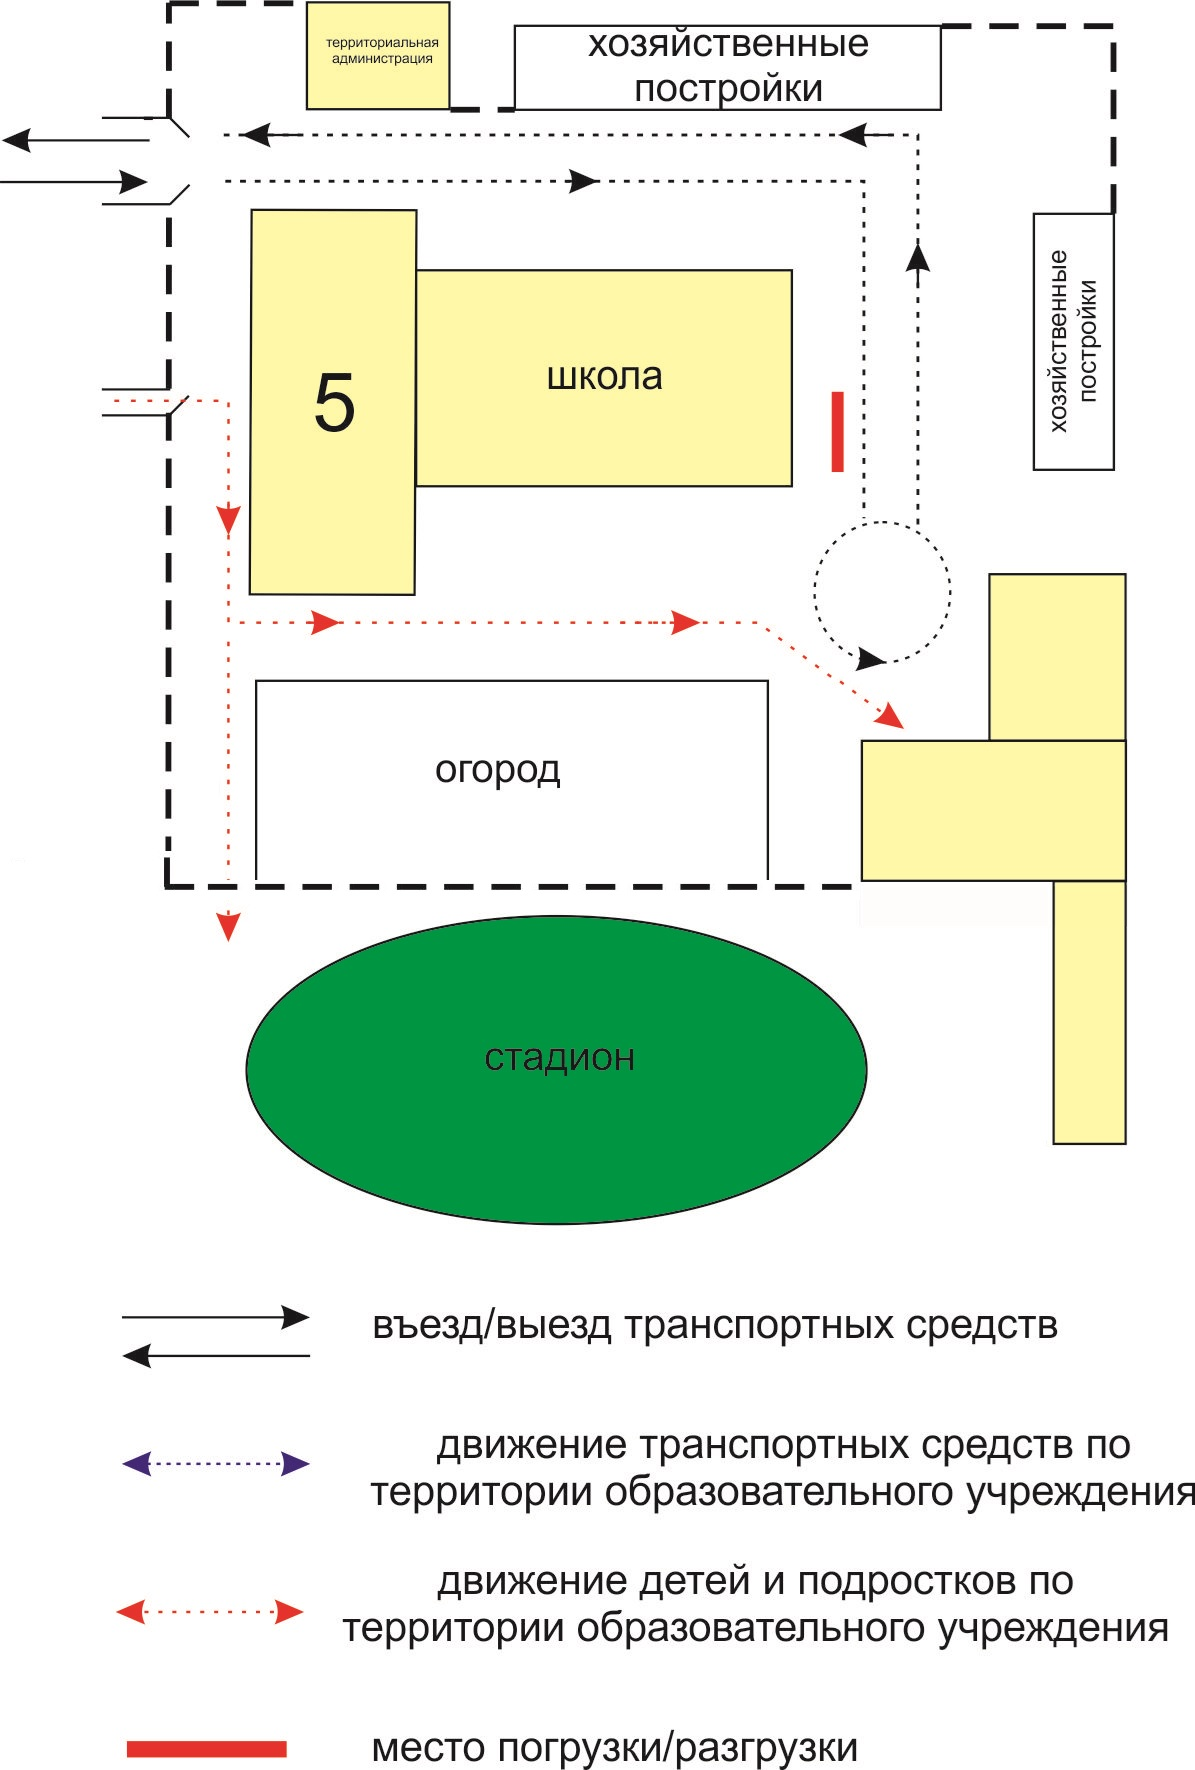 территориальная
администрация
хозяйственные
постройки
хозяйственные
постройки
5
школа
огород
стадион
въезд/выезд транспортных средств
движение транспортных средств по
территории образовательного учреждения
движение детей и подростков по
территории образовательного учреждения
место погрузки/разгрузки